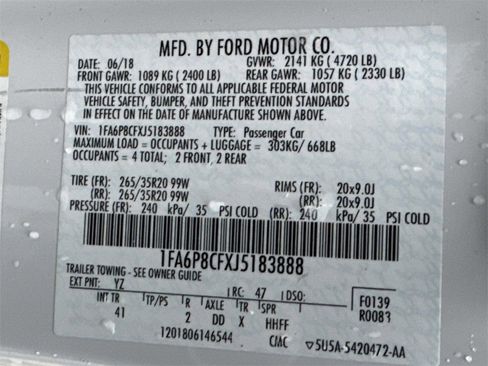 MFD. BY FORD MOTOR CO.
DATE: 06/18 GVWR: 2141 KG ( 4720 LB)
FRONT GAWR: 1089 KG ( 2400 LB) REAR GAWR: 1057 KG ( 2330 LB)
THIS VEHICLE CONFORMS TO ALL APPLICABLE FEDERAL MOTOR
VEHICLE SAFETY, BUMPER, AND THEFT PREVENTION STANDARDS
IN EFFECT ON THE DATE OF MANUFACTURE SHOWN ABOVE.
VIN: 1FA6P8CFXJ5183888 TYPE: Passenger Car
MAXIMUM LOAD = OCCUPANTS + LUGGAGE = 303KG/ 668LB
OCCUPANTS = 4 TOTAL; 2 FRONT, 2 REAR
TIRE (FR): 265/35R20 99W RIMS (FR): 20x9.0J
(RR): 265/35R20 99W (RR): 20x9.0J
PRESSURE (FR): 240 kPa/ 35 PSI COLD (RR): 240 kPa/ 35 PSI COLD
1FA6P8CFXJ5183888
TRAILER TOWING - SEE OWNER GUIDE
EXT PNT: YZ RC: 47 DSO: F0139
INT TR TP/PS R AXLE TR SPR R0083
41 2 DD X HHFF
1201806146544 CMC 5U5A-5420472-AA